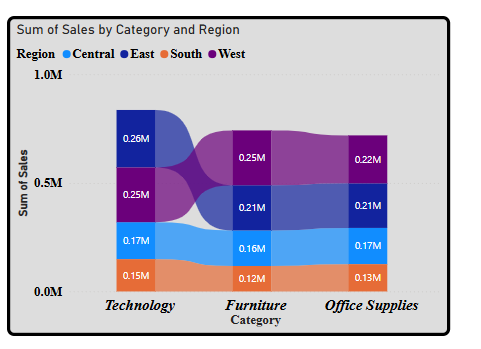 Sum of Sales by Category and Region
Region Central East South West
1.0M
0.5M
0.0M
Sum of Sales
0.26M
0.25M
0.17M
0.15M
0.25M
0.21M
0.16M
0.12M
0.22M
0.21M
0.17M
0.13M
Technology Furniture Office Supplies
Category